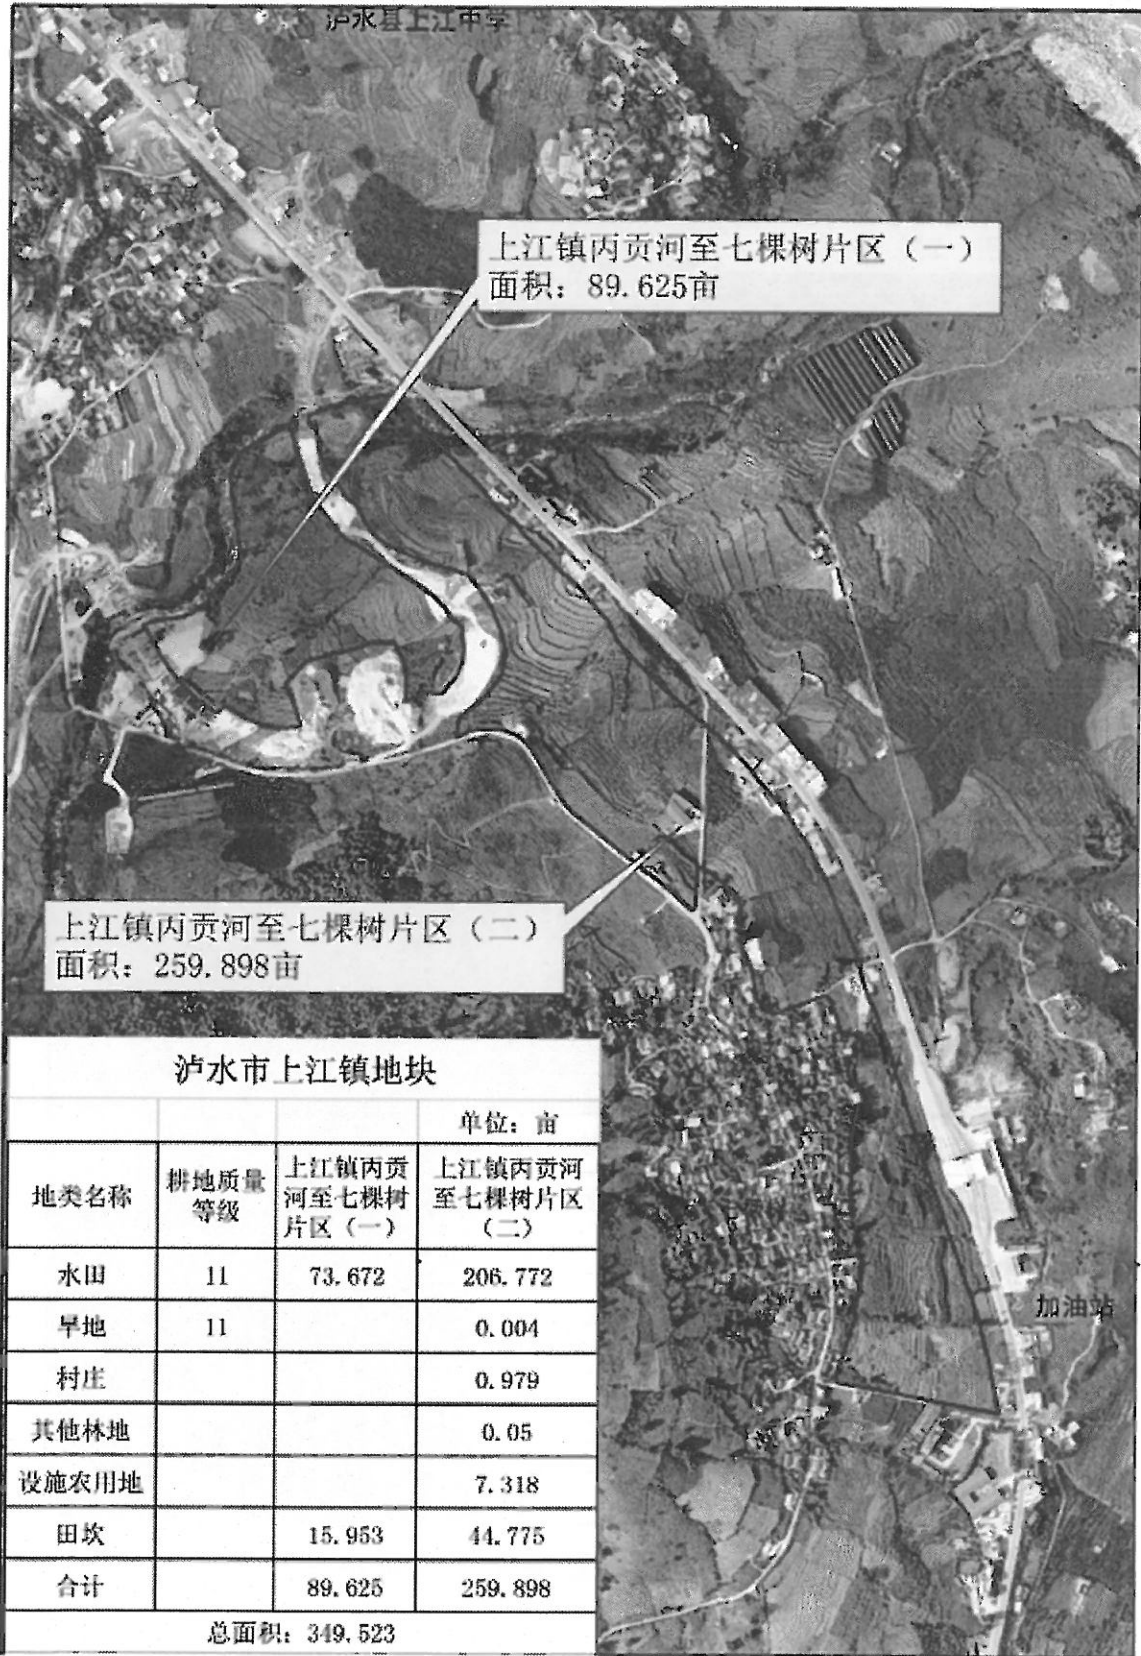 泸水县上江中学
上江镇丙贡河至七棵树片区（一）
面积：89.625亩
上江镇丙贡河至七棵树片区（二）
面积：259.898亩
加油站
泸水市上江镇地块
单位：亩
地类名称 耕地质量等级 上江镇丙贡河至七棵树片区（一） 上江镇丙贡河至七棵树片区（二）
水田 11 73.672 206.772
旱地 11 0.004
村庄 0.979
其他林地 0.05
设施农用地 7.318
田坎 15.953 44.775
合计 89.625 259.898
总面积：349.523